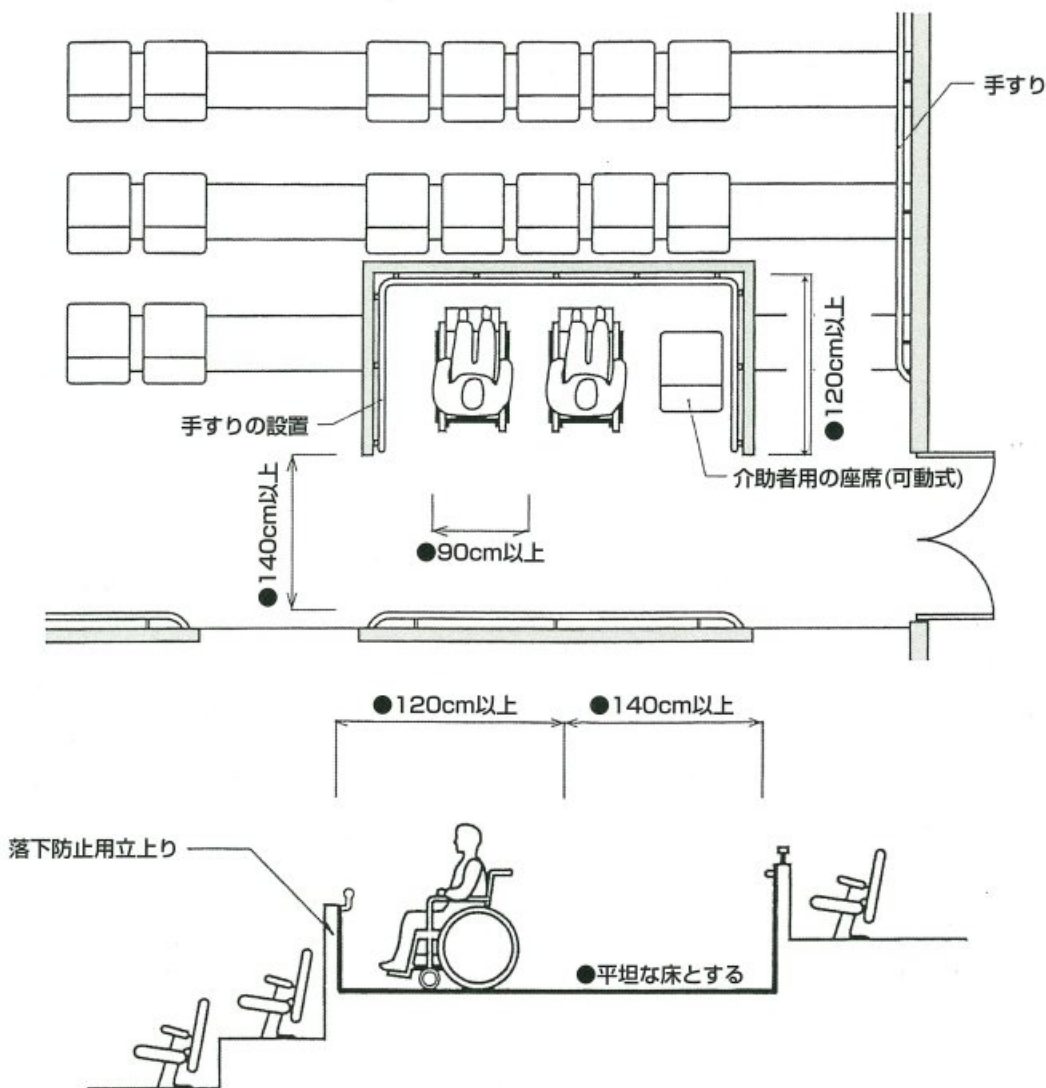 手すり
●120cm以上
手すりの設置
介助者用の座席(可動式)
●140cm以上
●90cm以上
●120cm以上
●140cm以上
落下防止用立上り
●平坦な床とする